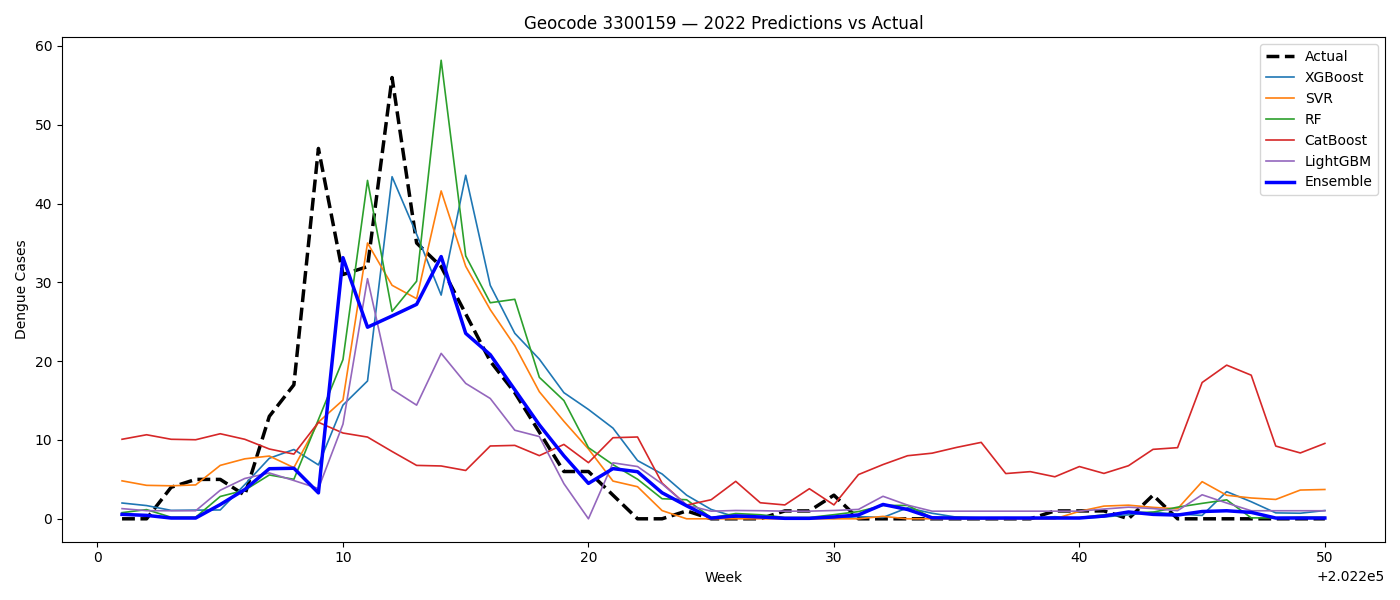 Geocode 3300159 — 2022 Predictions vs Actual
Dengue Cases
60
50
40
30
20
10
0
Actual
XGBoost
SVR
RF
CatBoost
LightGBM
Ensemble
0 10 20 30 40 50
+2.022e5
Week